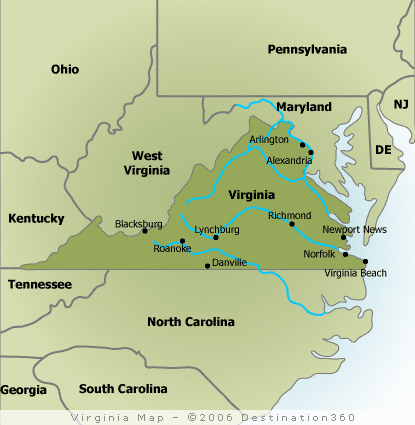 Pennsylvania
Ohio
NJ
Maryland
Arlington
DE
West
Virginia
Alexandria
Virginia
Kentucky
Blacksburg
Richmond
Lynchburg
Newport News
Roanoke
Norfolk
Danville
Virginia Beach
Tennessee
North Carolina
Georgia
South Carolina
Virginia Map - ©2006 Destination360